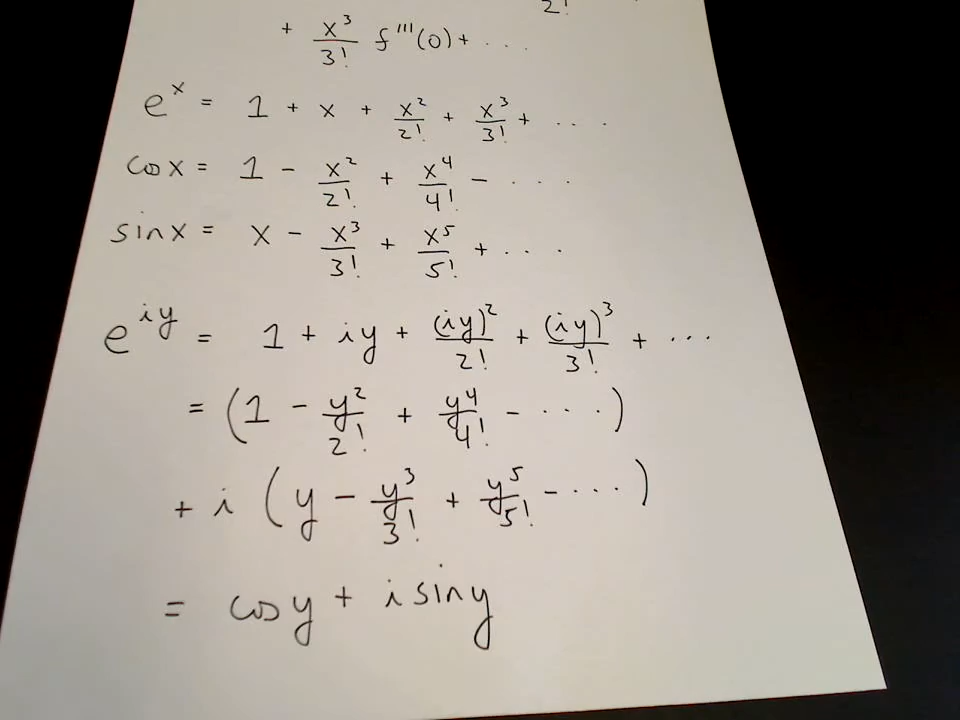 2!
+ x³/3! f'''(0) + ...
eˣ = 1 + x + x²/2! + x³/3! + ...
cos x = 1 - x²/2! + x⁴/4! - ...
sin x = x - x³/3! + x⁵/5! + ...
e^{iy} = 1 + iy + (iy)²/2! + (iy)³/3! + ...
= (1 - y²/2! + y⁴/4! - ....)
+ i (y - y³/3! + y⁵/5! - ...)
= cos y + i sin y